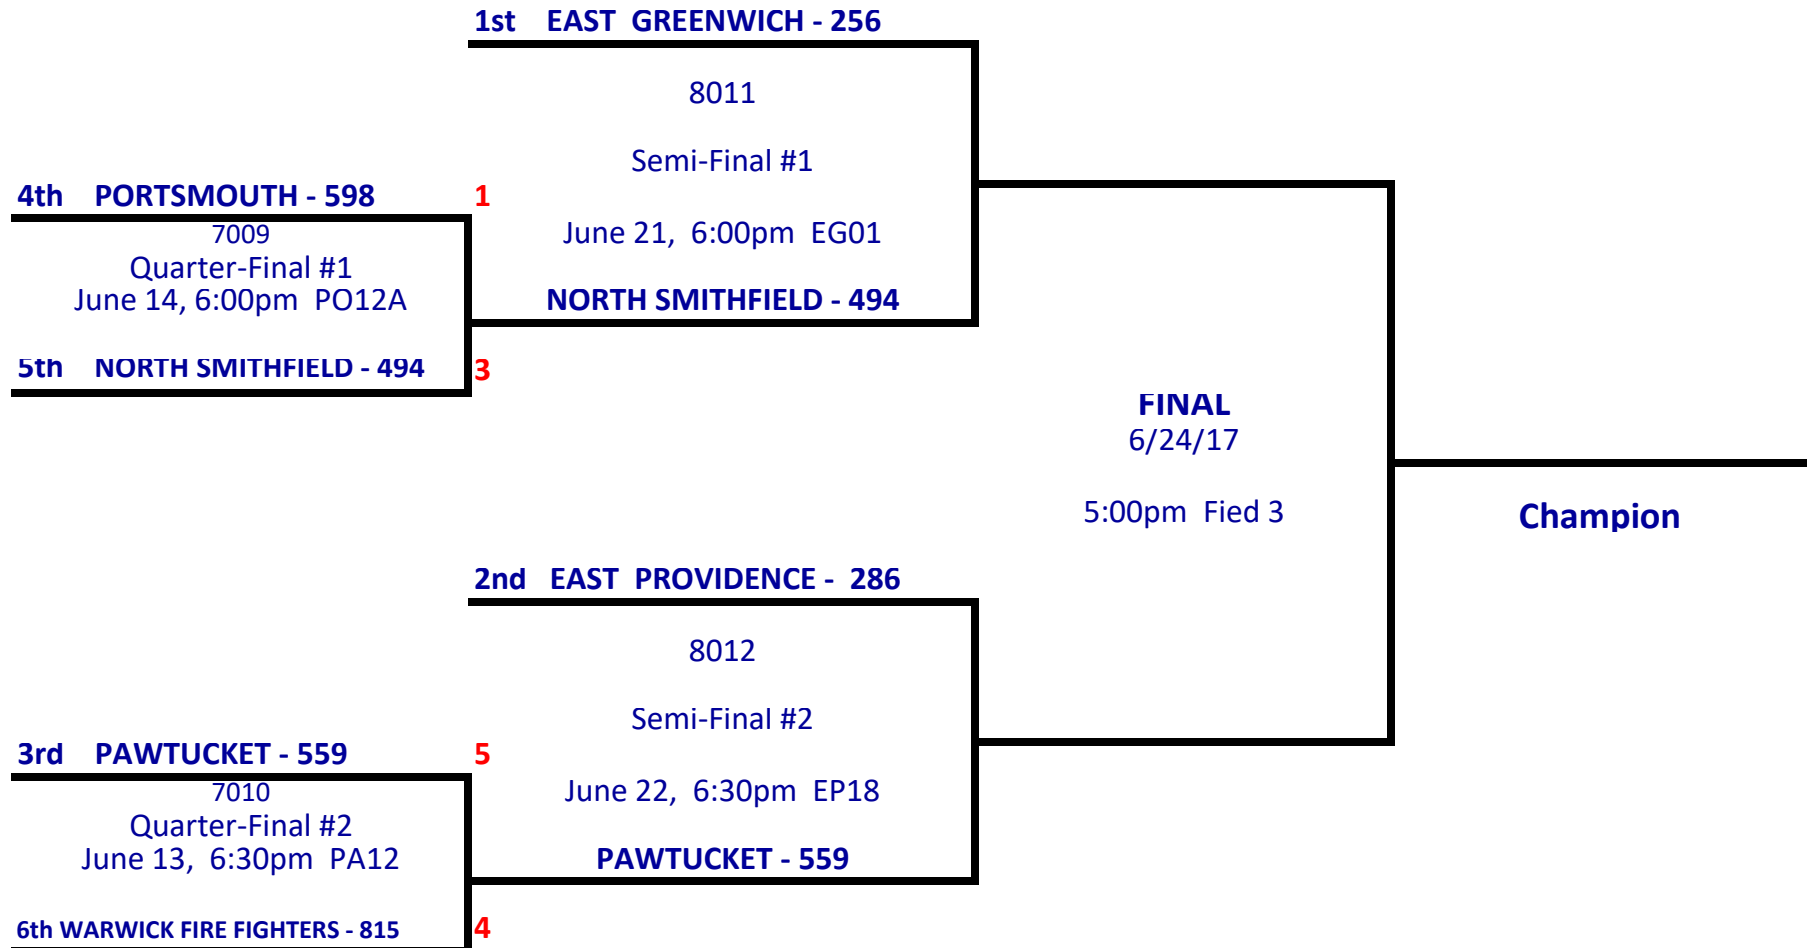 1st EAST GREENWICH - 256
8011
Semi-Final #1
4th PORTSMOUTH - 598 1
7009
June 21, 6:00pm EG01
Quarter-Final #1
June 14, 6:00pm PO12A
NORTH SMITHFIELD - 494
5th NORTH SMITHFIELD - 494 3
FINAL
6/24/17
5:00pm Fied 3
Champion
2nd EAST PROVIDENCE - 286
8012
Semi-Final #2
3rd PAWTUCKET - 559 5
7010
June 22, 6:30pm EP18
Quarter-Final #2
June 13, 6:30pm PA12
PAWTUCKET - 559
6th WARWICK FIRE FIGHTERS - 815 4